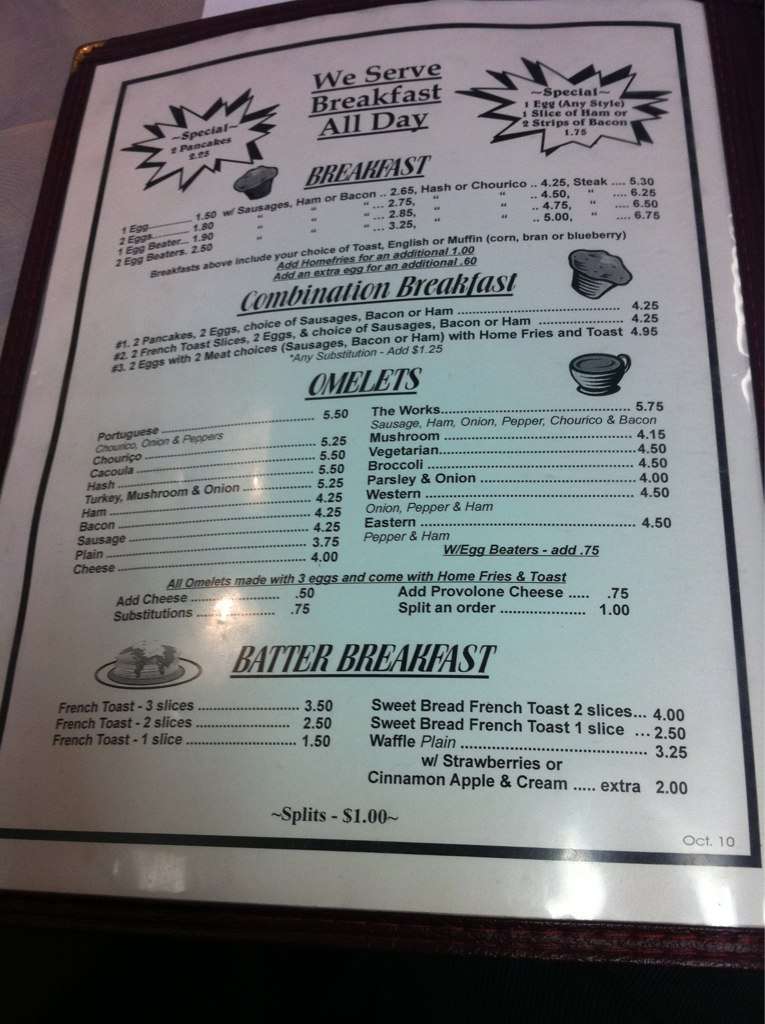 We Serve
Breakfast
All Day
~Special~
2 Pancakes
2.25
~Special~
1 Egg (Any Style)
1 Slice of Ham or
2 Strips of Bacon
1.75
BREAKFAST
1 Egg............ 1.50 w/ Sausages, Ham or Bacon .. 2.65, Hash or Chourico .. 4.25, Steak .... 5.30
2 Eggs........... 1.80 " " " ... 2.75, " " .. 4.50, " .... 6.25
1 Egg Beater... 1.90 " " " ... 2.85, " " .. 4.75, " .... 6.50
2 Egg Beaters. 2.50 " " " ... 3.25, " " .. 5.00, " .... 6.75
Breakfasts above include your choice of Toast, English or Muffin (corn, bran or blueberry)
Add Homefries for an additional 1.00
Add an extra egg for an additional .60
Combination Breakfast
#1. 2 Pancakes, 2 Eggs, choice of Sausages, Bacon or Ham ............ 4.25
#2. 2 French Toast Slices, 2 Eggs, & choice of Sausages, Bacon or Ham ............ 4.25
#3. 2 Eggs with 2 Meat choices (Sausages, Bacon or Ham) with Home Fries and Toast 4.95
*Any Substitution - Add $1.25
OMELETS
Portuguese ............ 5.50
Chourico, Onion & Peppers
Chouriço ............ 5.25
Cacoula ............ 5.50
Hash ............ 5.50
Turkey, Mushroom & Onion ............ 5.25
Ham ............ 4.25
Bacon ............ 4.25
Sausage ............ 4.25
Plain ............ 3.75
Cheese ............ 4.00
The Works............ 5.75
Sausage, Ham, Onion, Pepper, Chourico & Bacon
Mushroom ............ 4.15
Vegetarian............4.50
Broccoli ............ 4.50
Parsley & Onion ............ 4.00
Western ............ 4.50
Onion, Pepper & Ham
Eastern ............ 4.50
Pepper & Ham
W/Egg Beaters - add .75
All Omelets made with 3 eggs and come with Home Fries & Toast
Add Cheese ............ .50
Substitutions ............ .75
Add Provolone Cheese ..... .75
Split an order ............ 1.00
BATTER BREAKFAST
French Toast - 3 slices ............ 3.50
French Toast - 2 slices ............ 2.50
French Toast - 1 slice ............ 1.50
Sweet Bread French Toast 2 slices... 4.00
Sweet Bread French Toast 1 slice ... 2.50
Waffle Plain ............ 3.25
w/ Strawberries or
Cinnamon Apple & Cream ..... extra 2.00
~Splits - $1.00~
Oct. 10